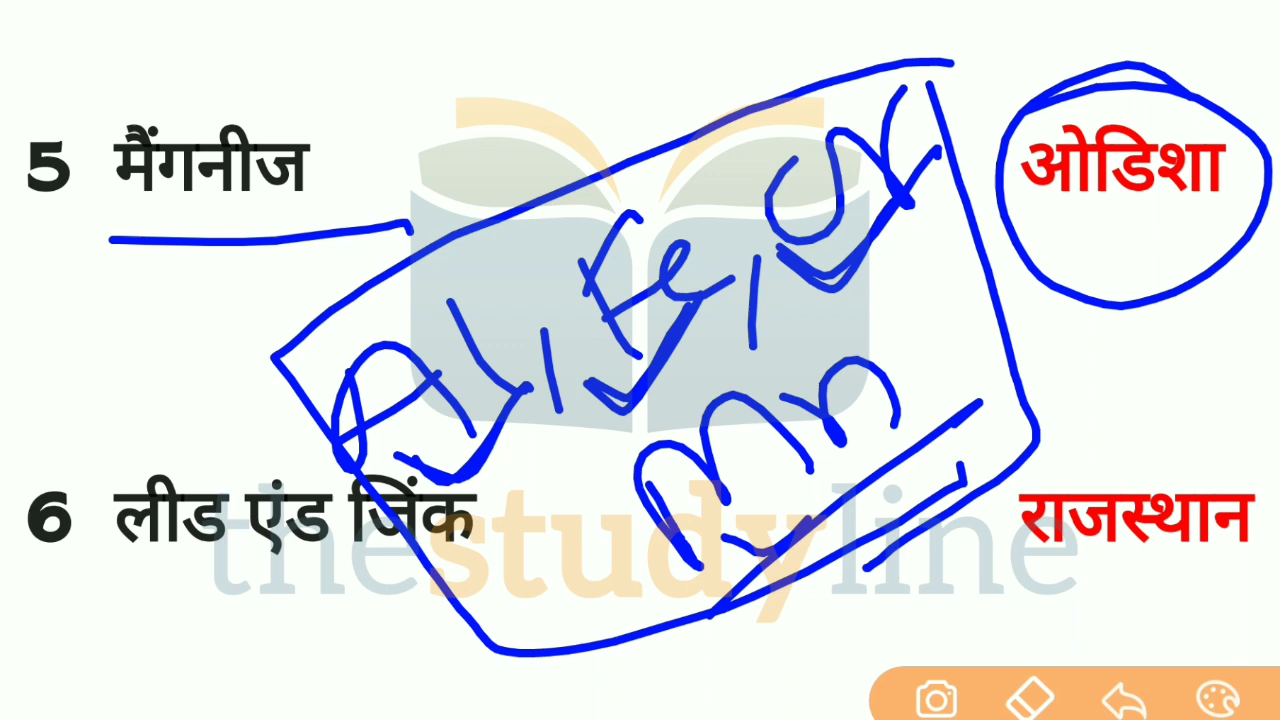 5 मैंगनीज ओडिशा
Al, Fe, Cr
Mn
6 लीड एंड जिंक राजस्थान
thestudyline